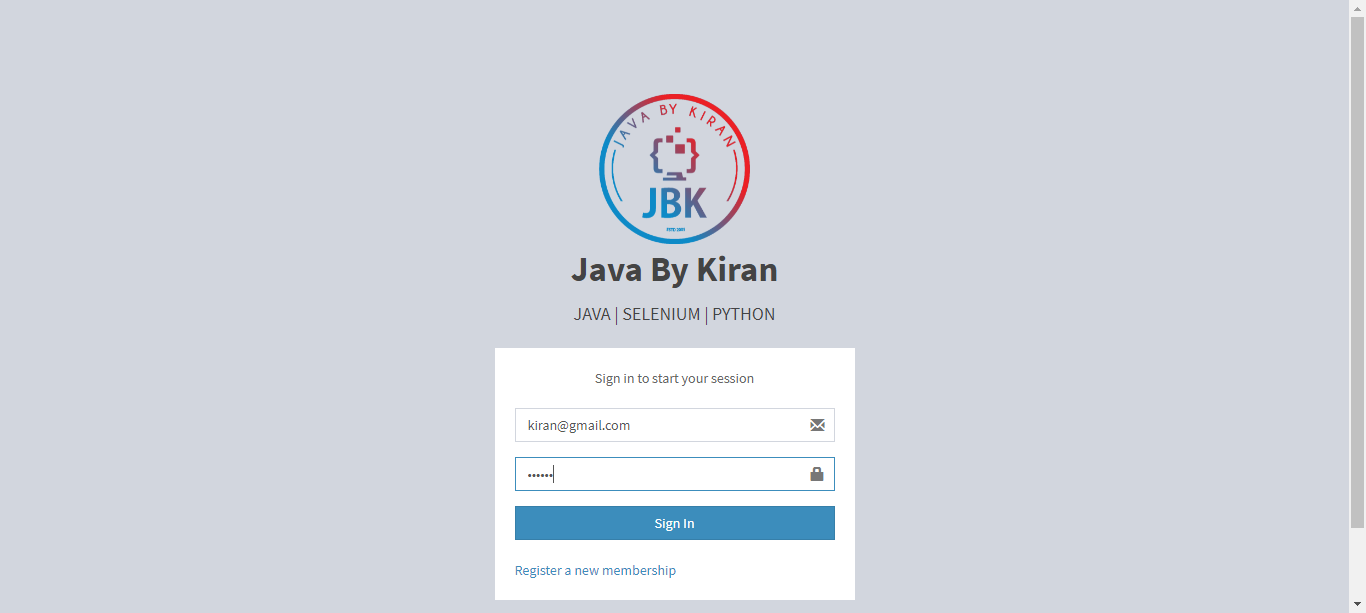 JAVA BY KIRAN
JBK
Java By Kiran
JAVA | SELENIUM | PYTHON
Sign in to start your session
kiran@gmail.com
••••••
Sign In
Register a new membership